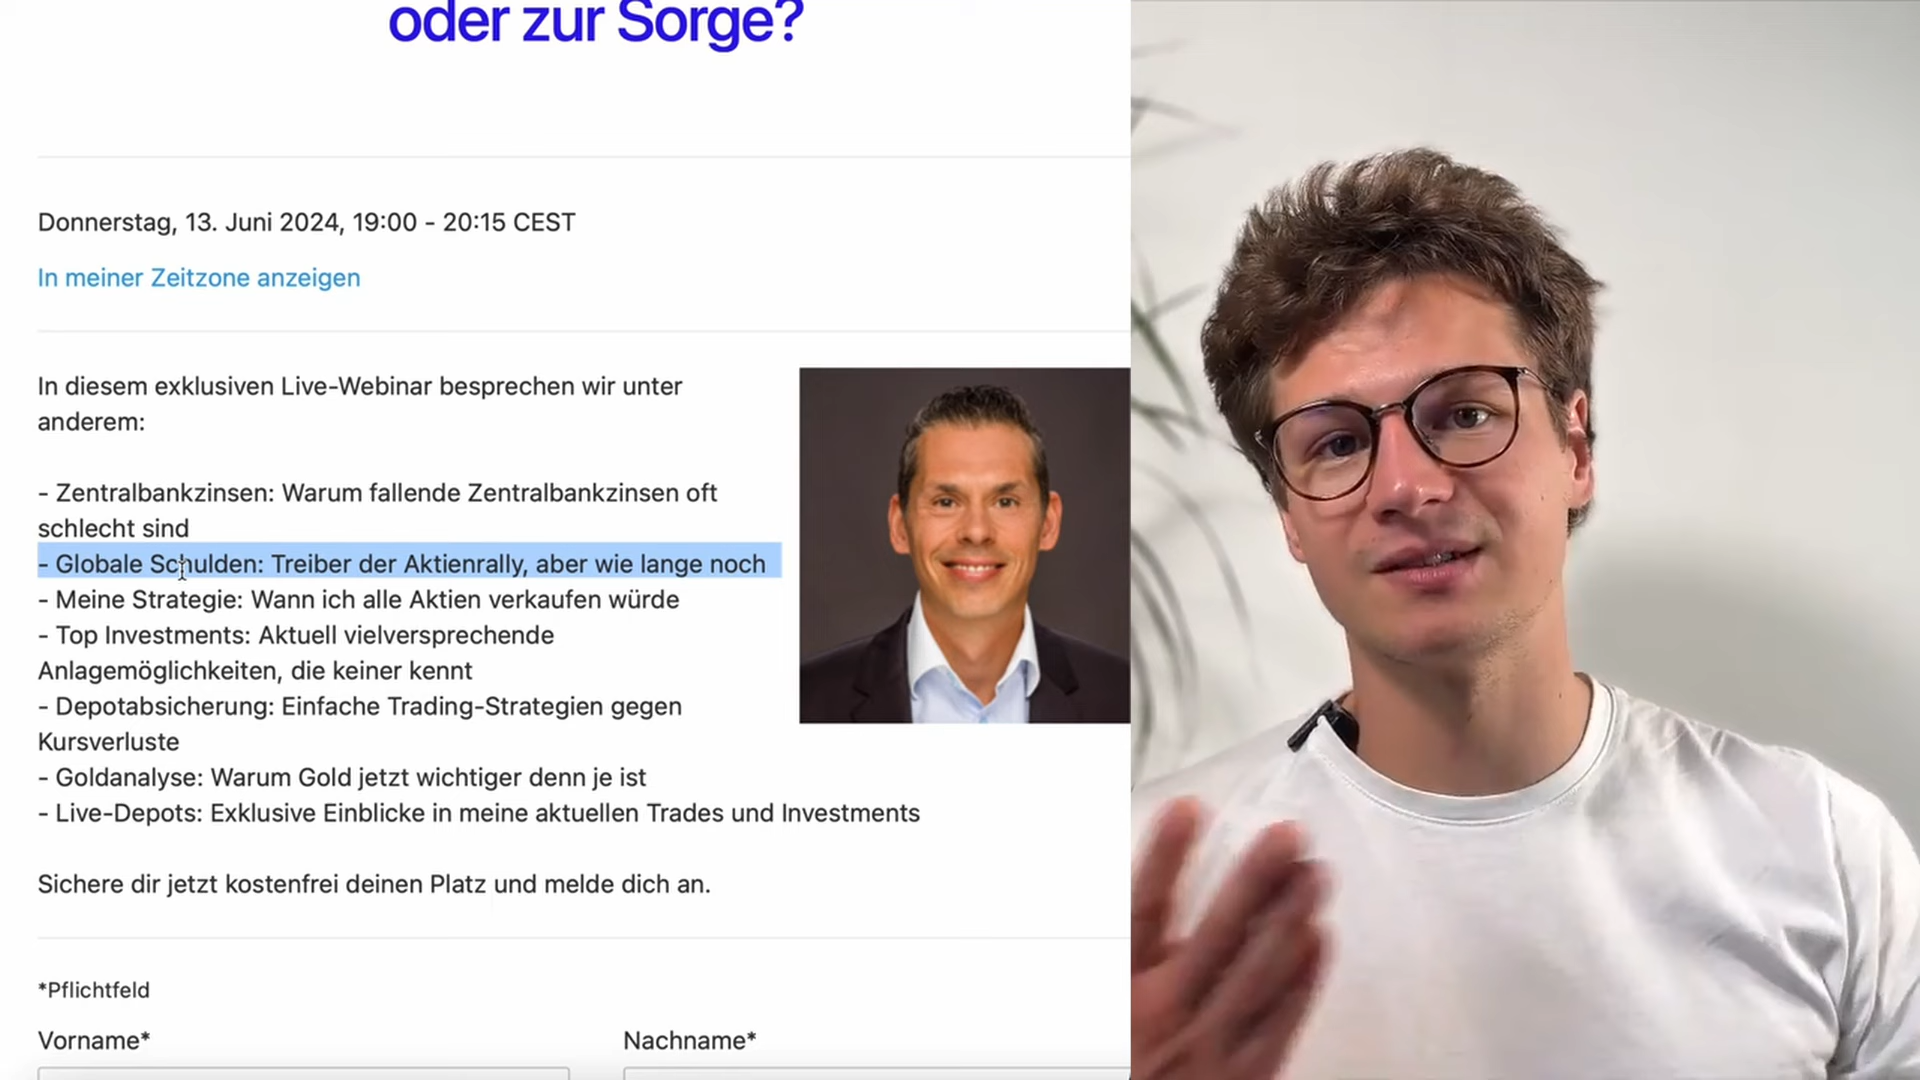 oder zur Sorge?
Donnerstag, 13. Juni 2024, 19:00 - 20:15 CEST
In meiner Zeitzone anzeigen
In diesem exklusiven Live-Webinar besprechen wir unter
anderem:
- Zentralbankzinsen: Warum fallende Zentralbankzinsen oft
schlecht sind
- Globale Schulden: Treiber der Aktienrally, aber wie lange noch
- Meine Strategie: Wann ich alle Aktien verkaufen würde
- Top Investments: Aktuell vielversprechende
Anlagemöglichkeiten, die keiner kennt
- Depotabsicherung: Einfache Trading-Strategien gegen
Kursverluste
- Goldanalyse: Warum Gold jetzt wichtiger denn je ist
- Live-Depots: Exklusive Einblicke in meine aktuellen Trades und Investments
Sichere dir jetzt kostenfrei deinen Platz und melde dich an.
*Pflichtfeld
Vorname*
Nachname*